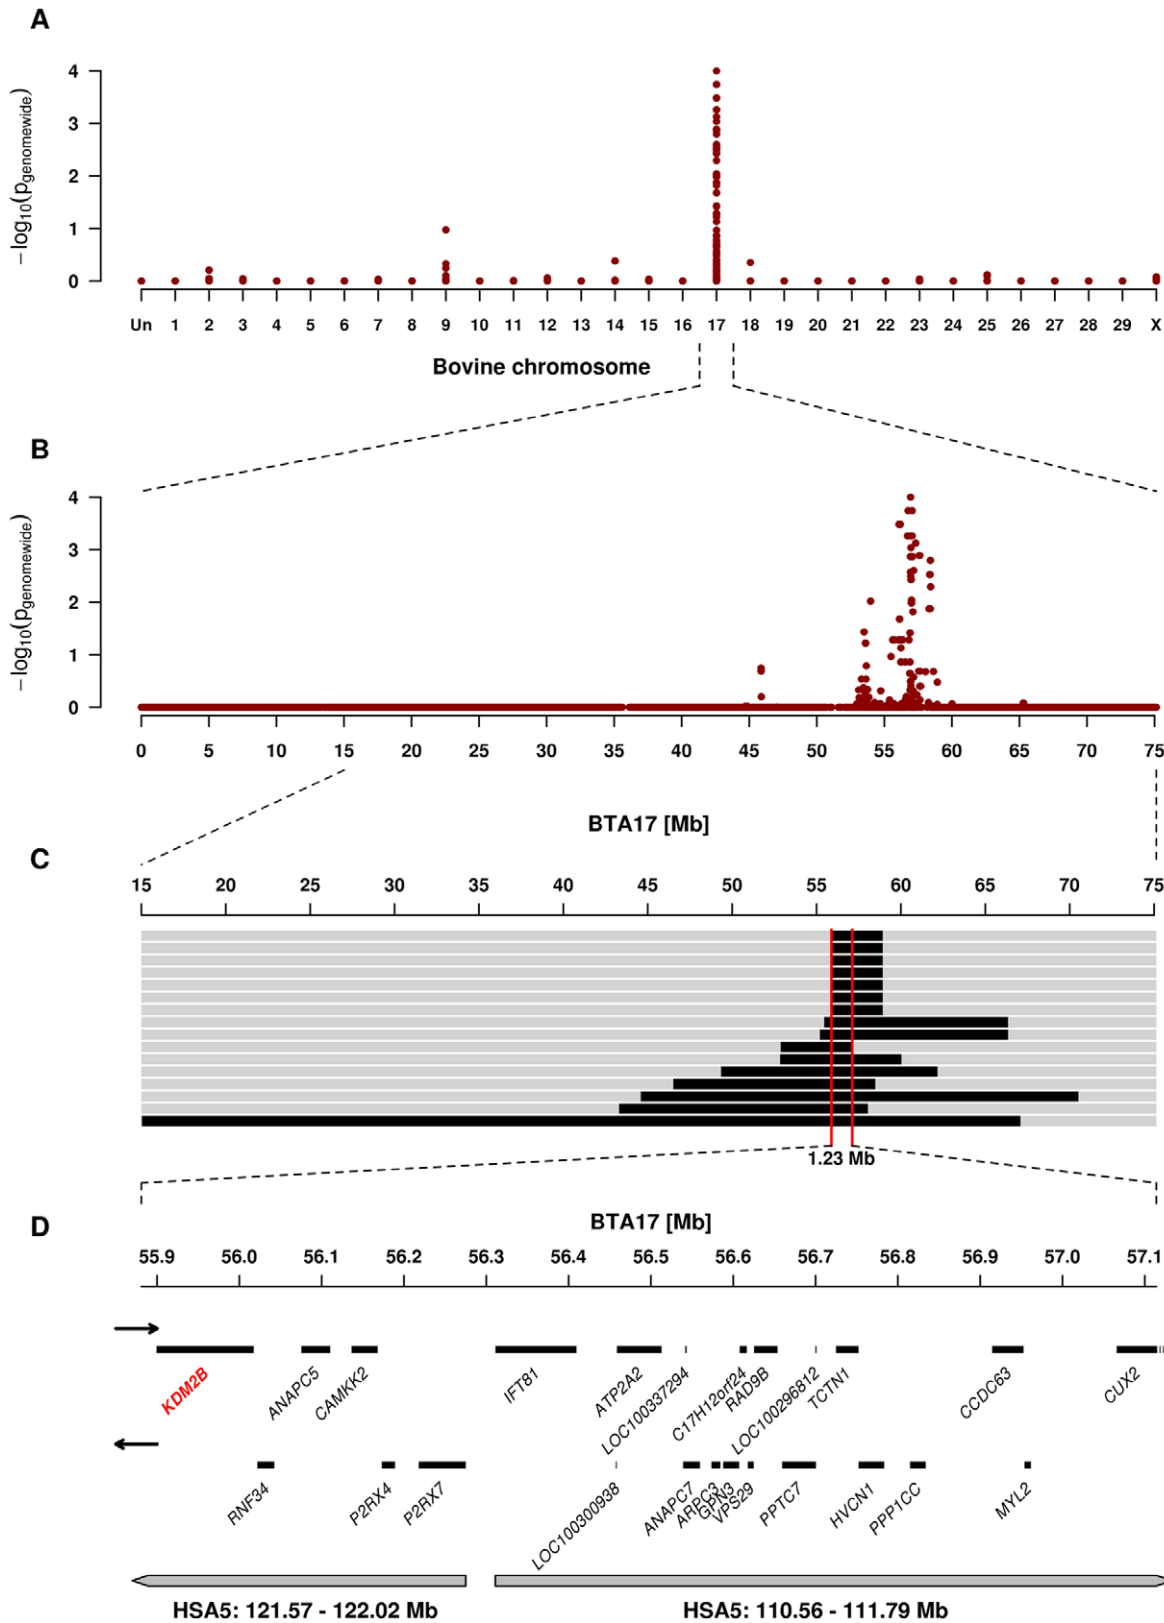 A
−log10(pgenomewide)
4
3
2
1
0
Un 1 2 3 4 5 6 7 8 9 10 11 12 13 14 15 16 17 18 19 20 21 22 23 24 25 26 27 28 29 X
Bovine chromosome
B
−log10(pgenomewide)
4
3
2
1
0
0 5 10 15 20 25 30 35 40 45 50 55 60 65 70 75
BTA17 [Mb]
C
15 20 25 30 35 40 45 50 55 60 65 70 75
1.23 Mb
BTA17 [Mb]
D
55.9 56.0 56.1 56.2 56.3 56.4 56.5 56.6 56.7 56.8 56.9 57.0 57.1
KDM2B ANAPC5 CAMKK2 IFT81 ATP2A2 LOC100337294 C17H12orf24 RAD9B LOC100296812 TCTN1 CCDC63 CUX2
RNF34 P2RX4 P2RX7 LOC100300938 ANAPC7 ARPC3 GPN3 VPS29 PPTC7 HVCN1 PPP1CC MYL2
HSA5: 121.57 - 122.02 Mb HSA5: 110.56 - 111.79 Mb